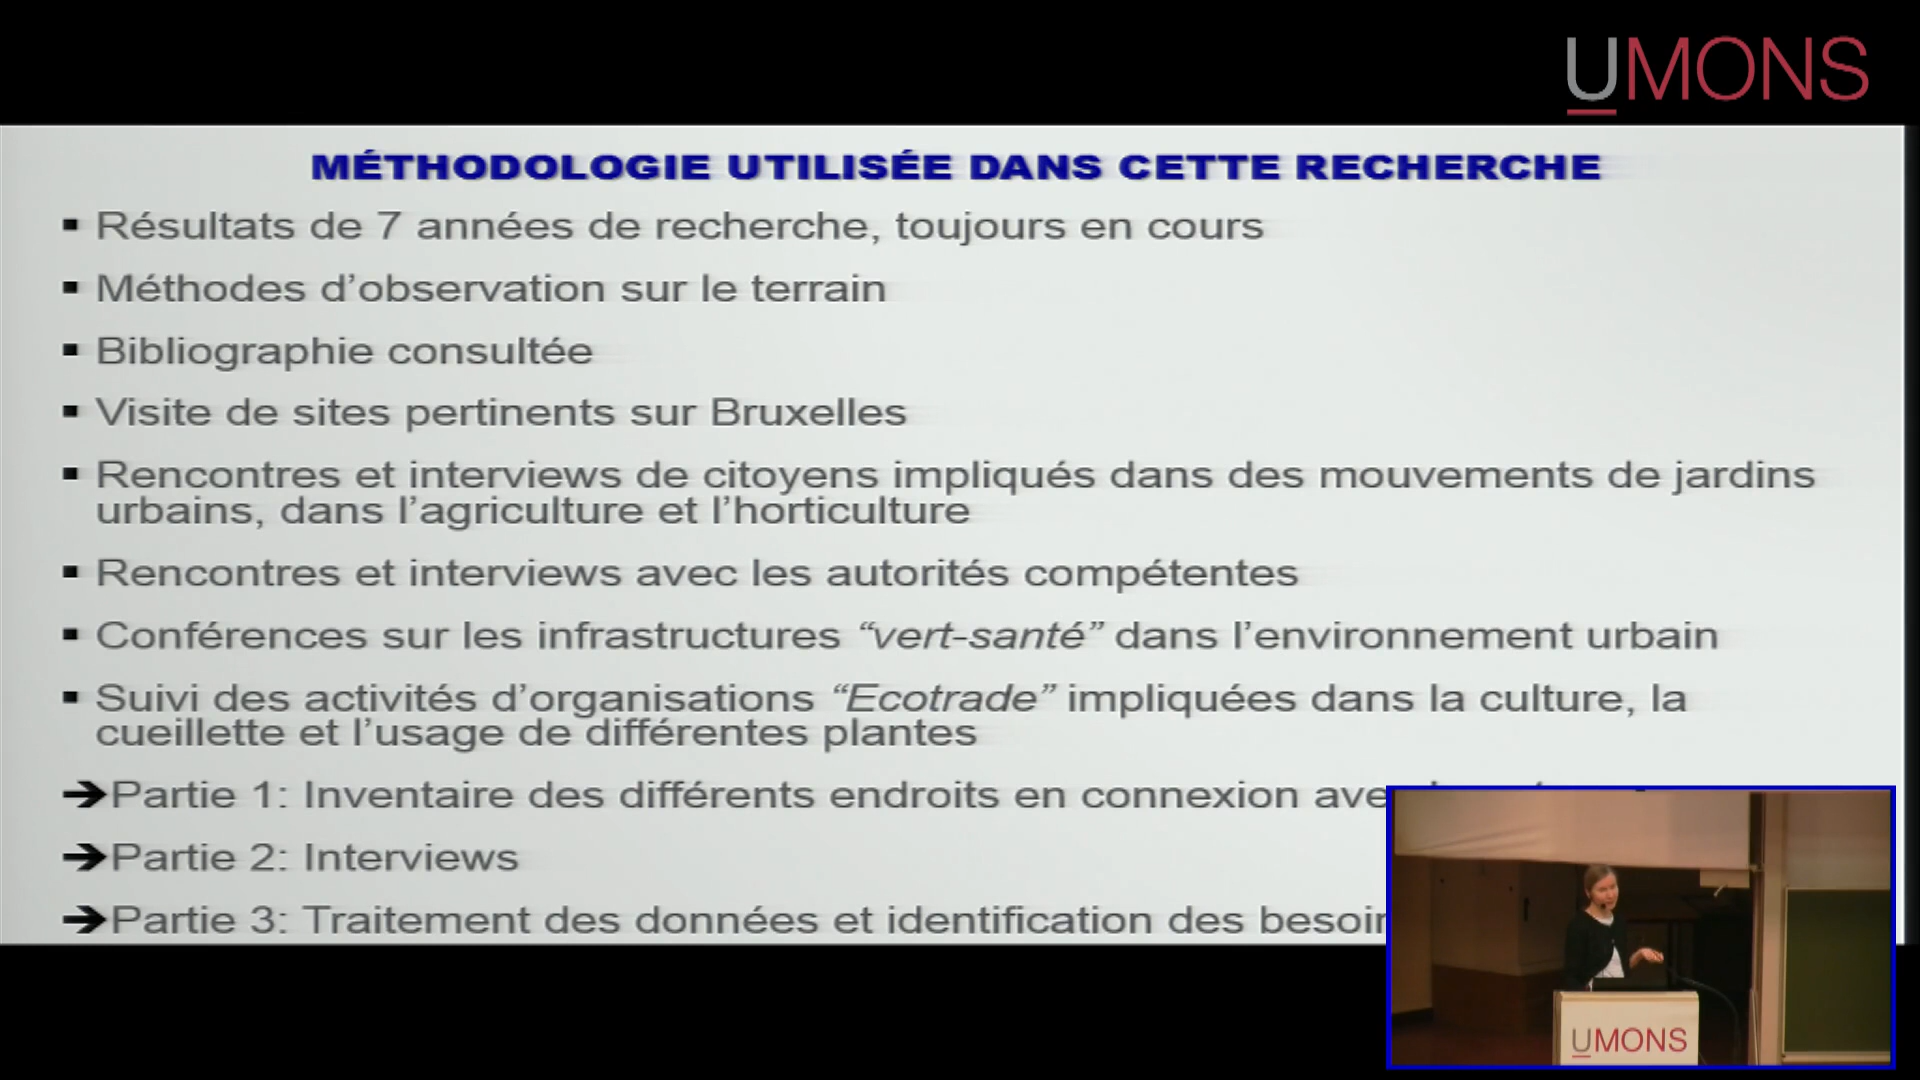 UMONS
MÉTHODOLOGIE UTILISÉE DANS CETTE RECHERCHE
▪ Résultats de 7 années de recherche, toujours en cours
▪ Méthodes d’observation sur le terrain
▪ Bibliographie consultée
▪ Visite de sites pertinents sur Bruxelles
▪ Rencontres et interviews de citoyens impliqués dans des mouvements de jardins
urbains, dans l’agriculture et l’horticulture
▪ Rencontres et interviews avec les autorités compétentes
▪ Conférences sur les infrastructures “vert-santé” dans l’environnement urbain
▪ Suivi des activités d’organisations “Ecotrade” impliquées dans la culture, la
cueillette et l’usage de différentes plantes
➔Partie 1: Inventaire des différents endroits en connexion
➔Partie 2: Interviews
➔Partie 3: Traitement des données et identification des
UMONS